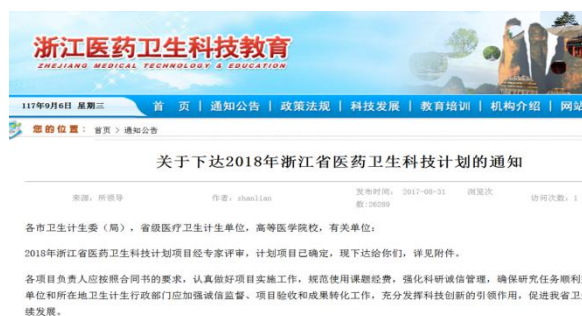 浙江医药卫生科技教育
ZHEJIANG MEDICAL TECHNOLOGY & EDUCATION
117年9月6日 星期三
首 页 | 通知公告 | 政策法规 | 科技发展 | 教育培训 | 机构介绍 | 网站
您的位置: 首页 > 通知公告
关于下达2018年浙江省医药卫生科技计划的通知
来源: 所领导 作者: zhanlian 发布时间: 2017-08-31 浏览次数:26289 访问次数: 1
各市卫生计生委(局),省级医疗卫生计生单位,高等医学院校,有关单位:
2018年浙江省医药卫生科技计划项目经专家评审,计划项目已确定,现下达给你们,详见附件。
各项目负责人应按照合同书的要求,认真做好项目实施工作,规范使用课题经费,强化科研诚信管理,确保研究任务顺利
单位和所在地卫生计生行政部门应加强诚信监督、项目验收和成果转化工作,充分发挥科技创新的引领作用,促进我省卫
续发展。